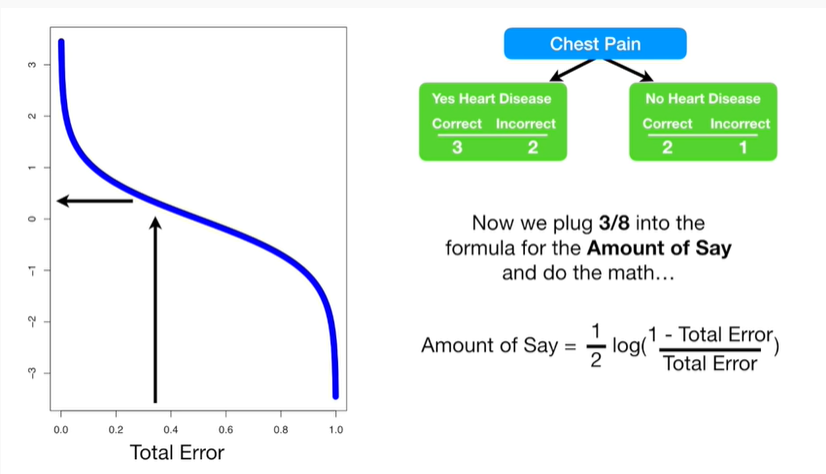 3
2
1
0
-1
-2
-3
0.0 0.2 0.4 0.6 0.8 1.0
Total Error
Chest Pain
Yes Heart Disease
Correct Incorrect
3 2
No Heart Disease
Correct Incorrect
2 1
Now we plug 3/8 into the
formula for the Amount of Say
and do the math...
Amount of Say = 1/2 log(1 - Total Error/Total Error)